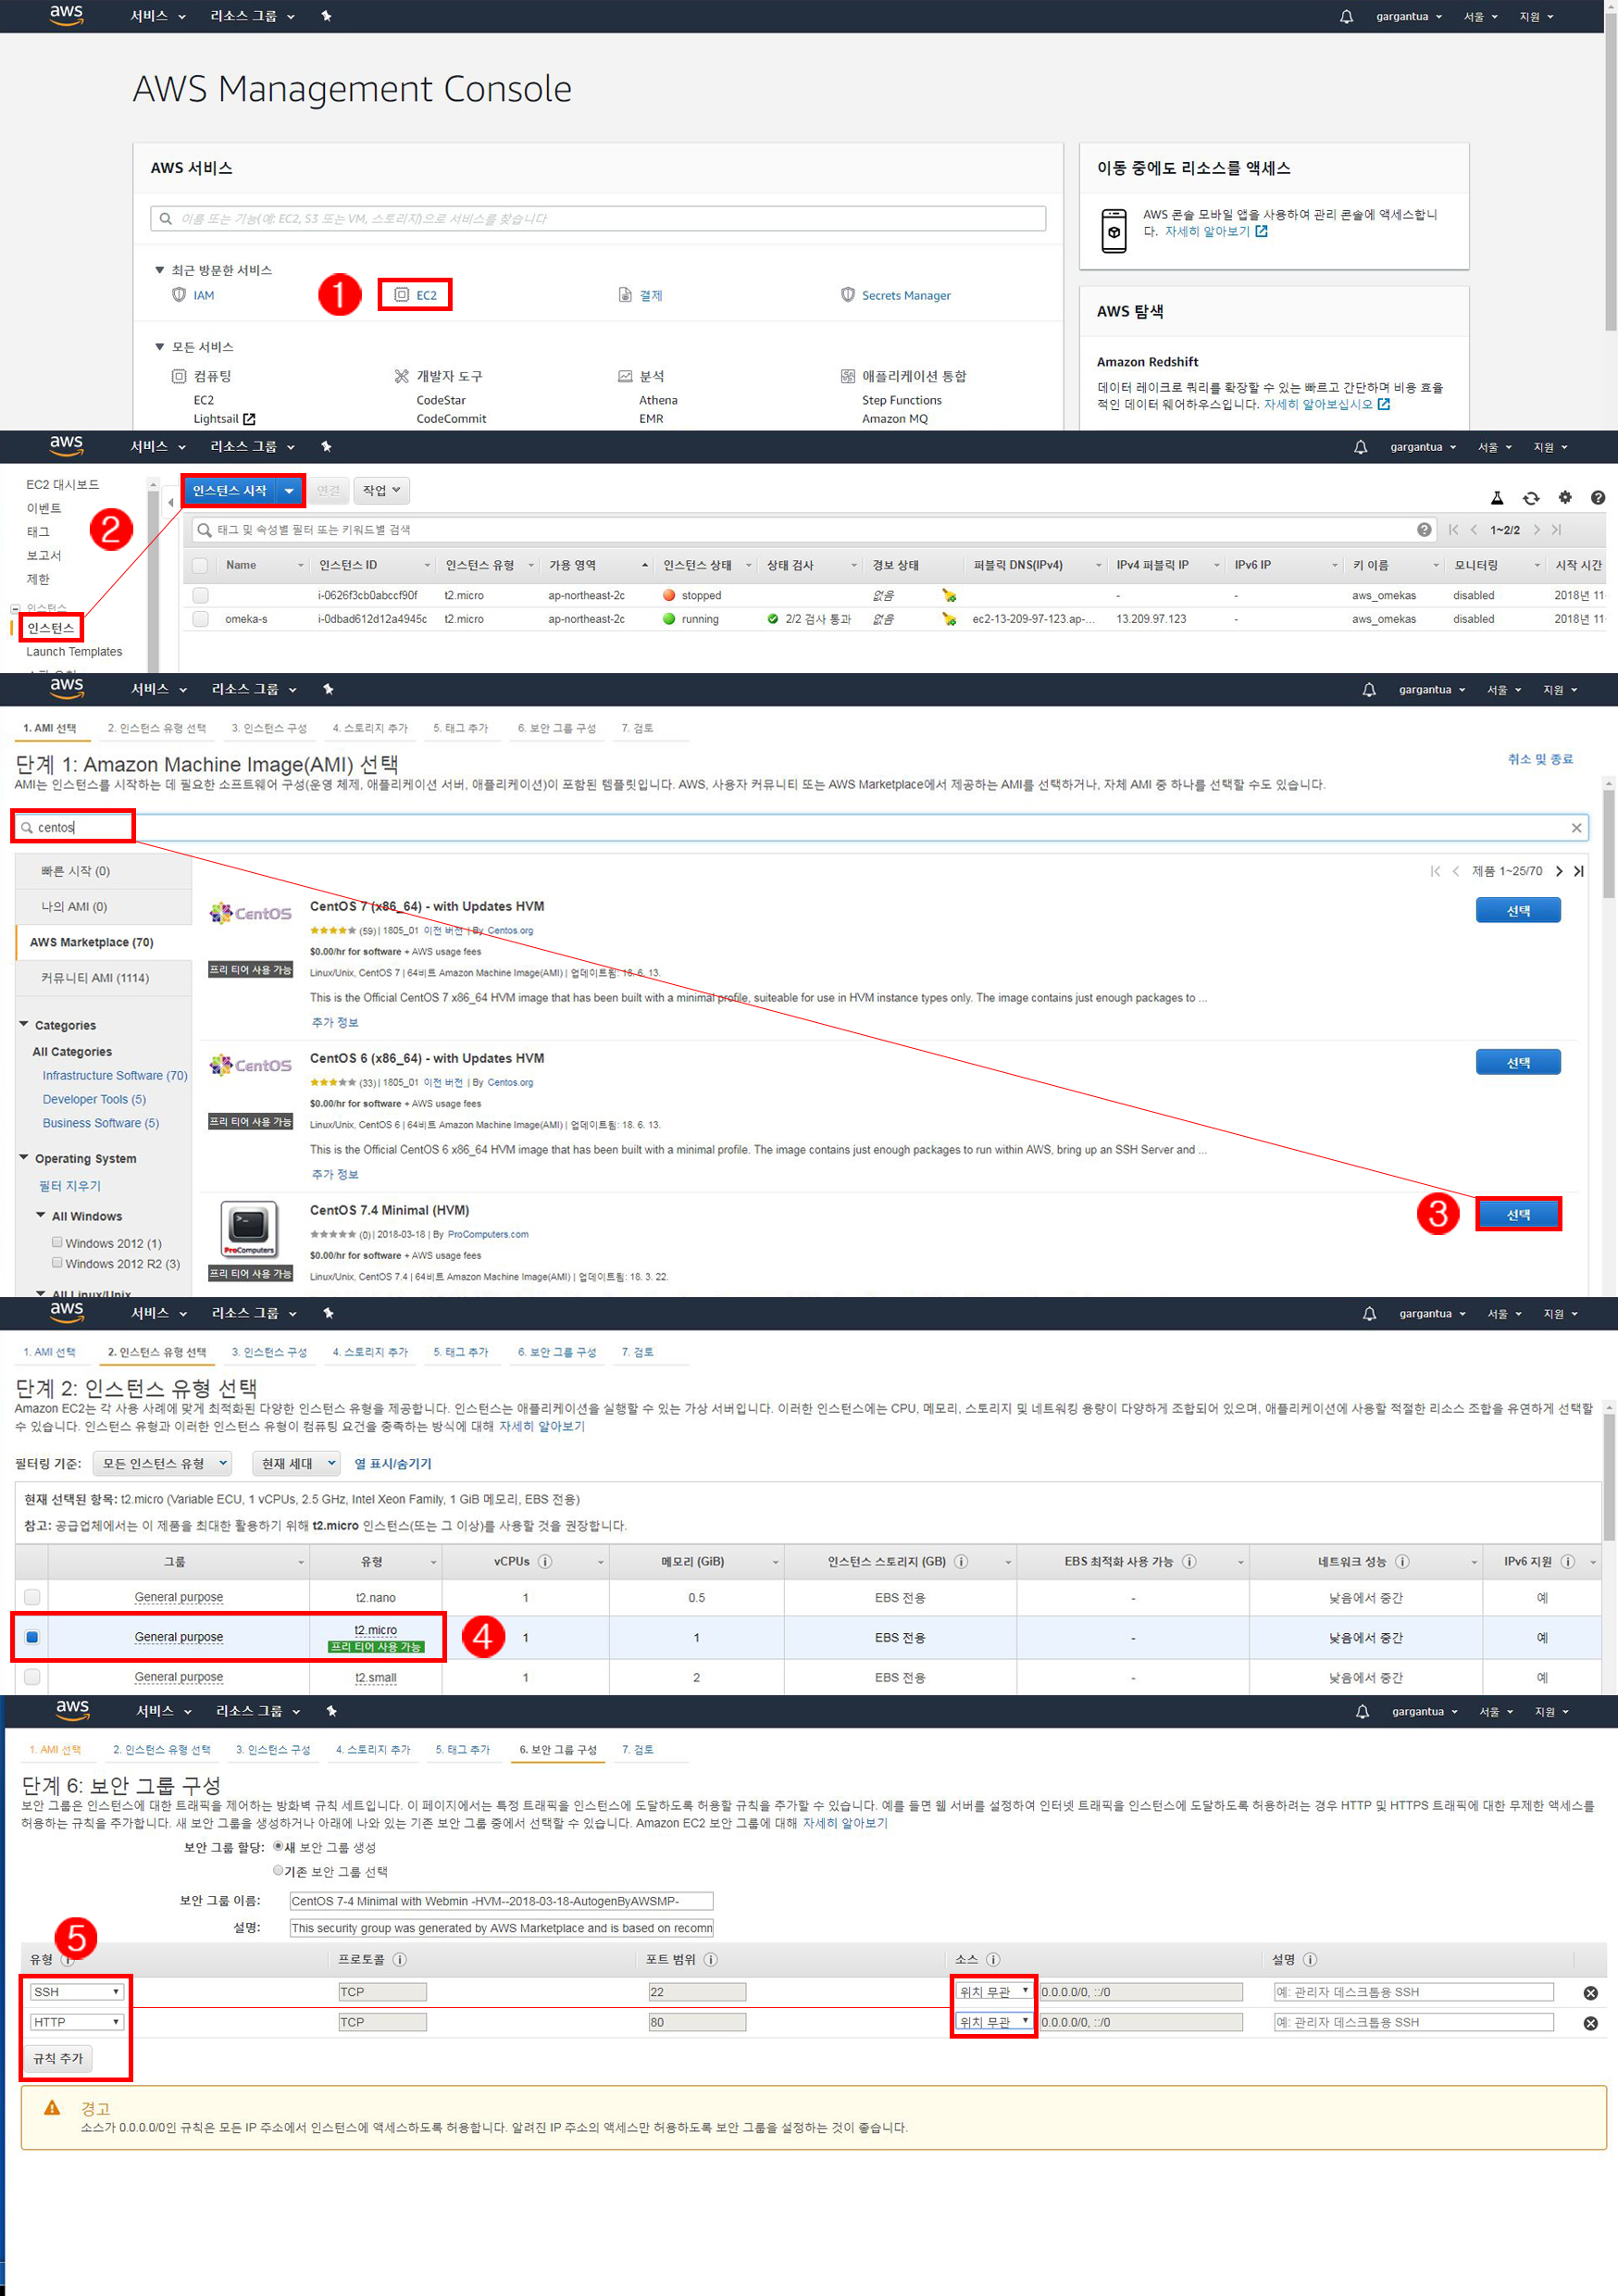 aws 서비스 리소스 그룹 gargantua 서울 지원
AWS Management Console
AWS 서비스
이름 또는 기능(예: EC2, S3 또는 VM, 스토리지)으로 서비스를 찾습니다
최근 방문한 서비스
IAM
1
EC2
결제
Secrets Manager
모든 서비스
컴퓨팅
EC2
Lightsail
개발자 도구
CodeStar
CodeCommit
분석
Athena
EMR
애플리케이션 통합
Step Functions
Amazon MQ
이동 중에도 리소스를 액세스
AWS 콘솔 모바일 앱을 사용하여 관리 콘솔에 액세스합니
다. 자세히 알아보기
AWS 탐색
Amazon Redshift
데이터 레이크로 쿼리를 확장할 수 있는 빠르고 간단하며 비용 효율
적인 데이터 웨어하우스입니다. 자세히 알아보십시오
aws 서비스 리소스 그룹 gargantua 서울 지원
EC2 대시보드
이벤트
태그
보고서
제한
인스턴스
인스턴스
Launch Templates
2
인스턴스 시작 연결 작업
태그 및 속성별 필터 또는 키워드별 검색 1~2/2
Name 인스턴스 ID 인스턴스 유형 가용 영역 인스턴스 상태 상태 검사 경보 상태 퍼블릭 DNS(IPv4) IPv4 퍼블릭 IP IPv6 IP 키 이름 모니터링 시작 시간
i-0626f3cb0abccf90f t2.micro ap-northeast-2c stopped 없음 - - aws_omekas disabled 2018년 11
omeka-s i-0dbad612d12a4945c t2.micro ap-northeast-2c running 2/2 검사 통과 없음 ec2-13-209-97-123.ap-... 13.209.97.123 - aws_omekas disabled 2018년 11
aws 서비스 리소스 그룹 gargantua 서울 지원
1. AMI 선택 2. 인스턴스 유형 선택 3. 인스턴스 구성 4. 스토리지 추가 5. 태그 추가 6. 보안 그룹 구성 7. 검토
단계 1: Amazon Machine Image(AMI) 선택 취소 및 종료
AMI는 인스턴스를 시작하는 데 필요한 소프트웨어 구성(운영 체제, 애플리케이션 서버, 애플리케이션)이 포함된 템플릿입니다. AWS, 사용자 커뮤니티 또는 AWS Marketplace에서 제공하는 AMI를 선택하거나, 자체 AMI 중 하나를 선택할 수도 있습니다.
centos
빠른 시작 (0)
나의 AMI (0)
AWS Marketplace (70)
커뮤니티 AMI (1114)
Categories
All Categories
Infrastructure Software (70)
Developer Tools (5)
Business Software (5)
Operating System
필터 지우기
All Windows
Windows 2012 (1)
Windows 2012 R2 (3)
All Linux/Unix
제품 1~25/70
CentOS
프리 티어 사용 가능
CentOS 7 (x86_64) - with Updates HVM
(59) | 1805_01 이전 버전 | By Centos.org
$0.00/hr for software + AWS usage fees
Linux/Unix, CentOS 7 | 64비트 Amazon Machine Image(AMI) | 업데이트됨: 18. 6. 13.
This is the Official CentOS 7 x86_64 HVM image that has been built with a minimal profile, suiteable for use in HVM instance types only. The image contains just enough packages to ...
추가 정보
선택
CentOS
프리 티어 사용 가능
CentOS 6 (x86_64) - with Updates HVM
(33) | 1805_01 이전 버전 | By Centos.org
$0.00/hr for software + AWS usage fees
Linux/Unix, CentOS 6 | 64비트 Amazon Machine Image(AMI) | 업데이트됨: 18. 6. 13.
This is the Official CentOS 6 x86_64 HVM image that has been built with a minimal profile. The image contains just enough packages to run within AWS, bring up an SSH Server and ...
추가 정보
선택
ProComputers
프리 티어 사용 가능
CentOS 7.4 Minimal (HVM)
(0) | 2018-03-18 | By ProComputers.com
$0.00/hr for software + AWS usage fees
Linux/Unix, CentOS 7.4 | 64비트 Amazon Machine Image(AMI) | 업데이트됨: 18. 3. 22.
3
선택
aws 서비스 리소스 그룹 gargantua 서울 지원
1. AMI 선택 2. 인스턴스 유형 선택 3. 인스턴스 구성 4. 스토리지 추가 5. 태그 추가 6. 보안 그룹 구성 7. 검토
단계 2: 인스턴스 유형 선택
Amazon EC2는 각 사용 사례에 맞게 최적화된 다양한 인스턴스 유형을 제공합니다. 인스턴스는 애플리케이션을 실행할 수 있는 가상 서버입니다. 이러한 인스턴스에는 CPU, 메모리, 스토리지 및 네트워킹 용량이 다양하게 조합되어 있으며, 애플리케이션에 사용할 적절한 리소스 조합을 유연하게 선택할
수 있습니다. 인스턴스 유형과 이러한 인스턴스 유형이 컴퓨팅 요건을 충족하는 방식에 대해 자세히 알아보기
필터링 기준: 모든 인스턴스 유형 현재 세대 열 표시/숨기기
현재 선택된 항목: t2.micro (Variable ECU, 1 vCPUs, 2.5 GHz, Intel Xeon Family, 1 GiB 메모리, EBS 전용)
참고: 공급업체에서는 이 제품을 최대한 활용하기 위해 t2.micro 인스턴스(또는 그 이상)를 사용할 것을 권장합니다.
그룹 유형 vCPUs 메모리 (GiB) 인스턴스 스토리지 (GB) EBS 최적화 사용 가능 네트워크 성능 IPv6 지원
General purpose t2.nano 1 0.5 EBS 전용 - 낮음에서 중간 예
General purpose t2.micro 4 1 1 EBS 전용 - 낮음에서 중간 예
프리 티어 사용 가능
General purpose t2.small 1 2 EBS 전용 - 낮음에서 중간 예
aws 서비스 리소스 그룹 gargantua 서울 지원
1. AMI 선택 2. 인스턴스 유형 선택 3. 인스턴스 구성 4. 스토리지 추가 5. 태그 추가 6. 보안 그룹 구성 7. 검토
단계 6: 보안 그룹 구성
보안 그룹은 인스턴스에 대한 트래픽을 제어하는 방화벽 규칙 세트입니다. 이 페이지에서는 특정 트래픽을 인스턴스에 도달하도록 허용할 규칙을 추가할 수 있습니다. 예를 들면 웹 서버를 설정하여 인터넷 트래픽을 인스턴스에 도달하도록 허용하려는 경우 HTTP 및 HTTPS 트래픽에 대한 무제한 액세스를
허용하는 규칙을 추가합니다. 새 보안 그룹을 생성하거나 아래에 나와 있는 기존 보안 그룹 중에서 선택할 수 있습니다. Amazon EC2 보안 그룹에 대해 자세히 알아보기
보안 그룹 할당: 새 보안 그룹 생성
기존 보안 그룹 선택
보안 그룹 이름: CentOS 7-4 Minimal with Webmin -HVM--2018-03-18-AutogenByAWSMP-
설명: This security group was generated by AWS Marketplace and is based on recomm
5
유형 프로토콜 포트 범위 소스 설명
SSH TCP 22 위치 무관 0.0.0.0/0, ::/0 예: 관리자 데스크톱용 SSH
HTTP TCP 80 위치 무관 0.0.0.0/0, ::/0 예: 관리자 데스크톱용 SSH
규칙 추가
경고
소스가 0.0.0.0/0인 규칙은 모든 IP 주소에서 인스턴스에 액세스하도록 허용합니다. 알려진 IP 주소의 액세스만 허용하도록 보안 그룹을 설정하는 것이 좋습니다.